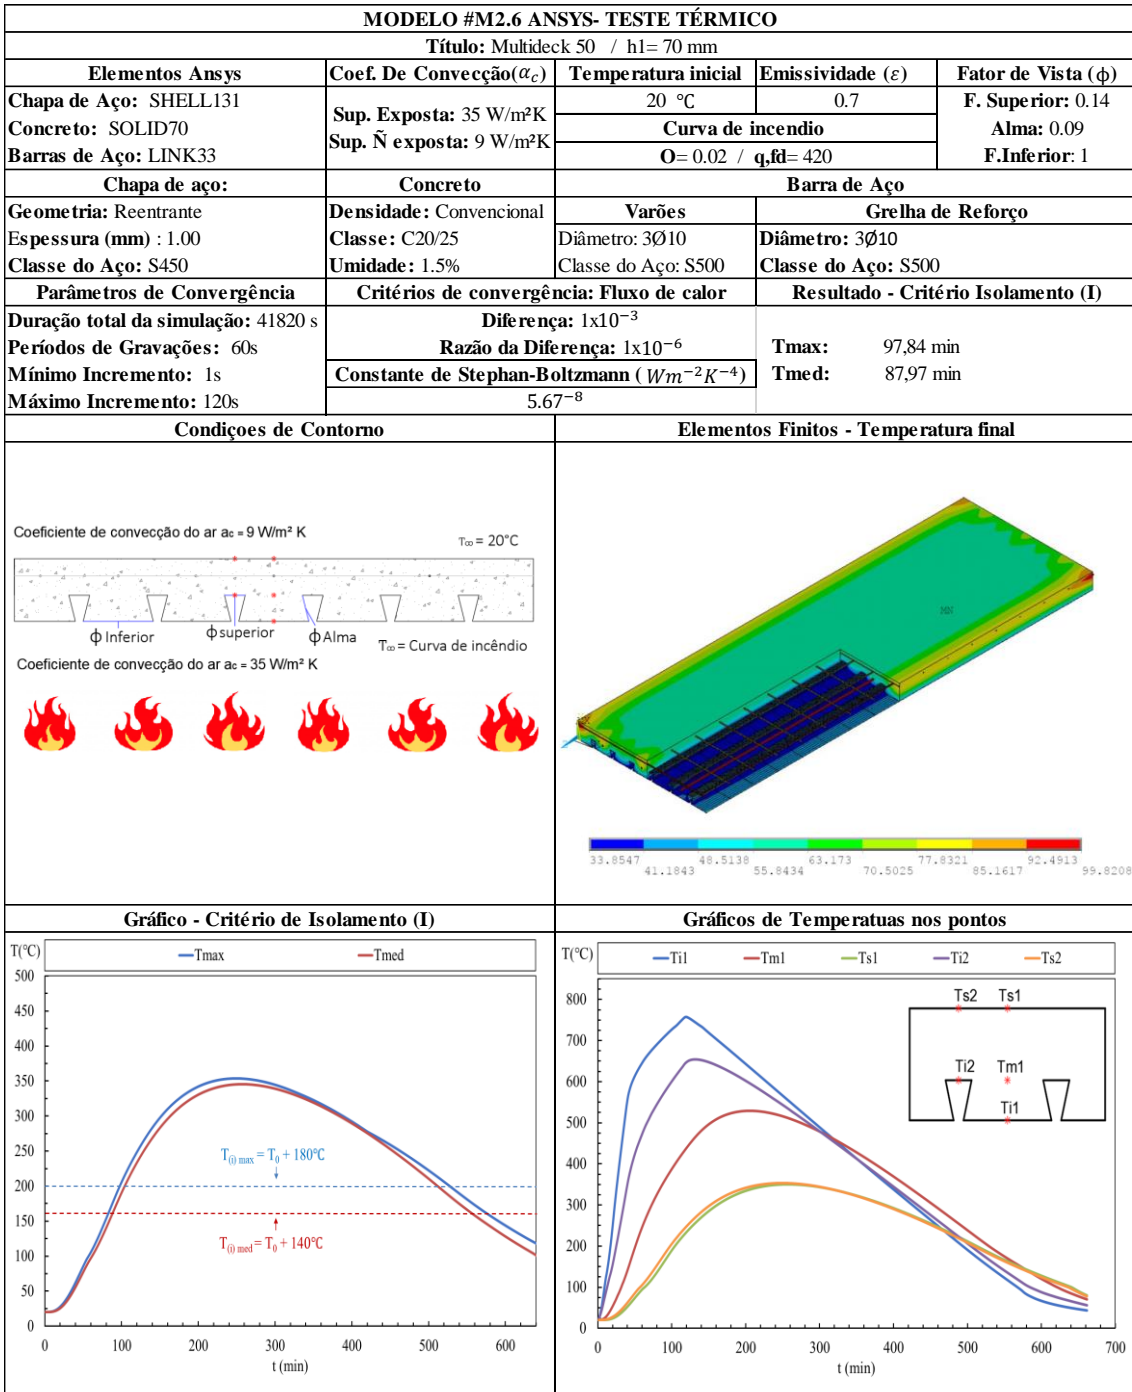 MODELO #M2.6 ANSYS- TESTE TÉRMICO
Título: Multideck 50 / h1= 70 mm
Elementos Ansys
Coef. De Convecção(α_c)
Temperatura inicial
Emissividade (ε)
Fator de Vista (ϕ)
Chapa de Aço: SHELL131
Concreto: SOLID70
Barras de Aço: LINK33
Sup. Exposta: 35 W/m²K
Sup. Ñ exposta: 9 W/m²K
20 °C
0.7
Curva de incendio
O= 0.02 / q,fd= 420
F. Superior: 0.14
Alma: 0.09
F.Inferior: 1
Chapa de aço:
Concreto
Barra de Aço
Geometria: Reentrante
Espessura (mm) : 1.00
Classe do Aço: S450
Densidade: Convencional
Classe: C20/25
Umidade: 1.5%
Varões
Grelha de Reforço
Diâmetro: 3Ø10
Diâmetro: 3Ø10
Classe do Aço: S500
Classe do Aço: S500
Parâmetros de Convergência
Critérios de convergência: Fluxo de calor
Resultado - Critério Isolamento (I)
Duração total da simulação: 41820 s
Períodos de Gravações: 60s
Mínimo Incremento: 1s
Máximo Incremento: 120s
Diferença: 1x10⁻³
Razão da Diferença: 1x10⁻⁶
Constante de Stephan-Boltzmann ( Wm⁻²K⁻⁴)
5.67⁻⁸
Tmax: 97,84 min
Tmed: 87,97 min
Condiçoes de Contorno
Elementos Finitos - Temperatura final
Coeficiente de convecção do ar ac = 9 W/m² K
T∞ = 20°C
ϕ Inferior
ϕ superior
ϕ Alma
T∞ = Curva de incêndio
Coeficiente de convecção do ar ac = 35 W/m² K
MN
33.8547 48.5138 63.173 77.8321 92.4913
41.1843 55.8434 70.5025 85.1617 99.8208
Gráfico - Critério de Isolamento (I)
Gráficos de Temperatuas nos pontos
T(°C)
Tmax
Tmed
500
450
400
350
300
250
200
150
100
50
0
T(i) max = T0 + 180°C
T(i) med = T0 + 140°C
0 100 200 300 400 500 600
t (min)
T(°C)
Ti1
Tm1
Ts1
Ti2
Ts2
800
700
600
500
400
300
200
100
0
Ts2 Ts1
Ti2 Tm1
Ti1
0 100 200 300 400 500 600 700
t (min)